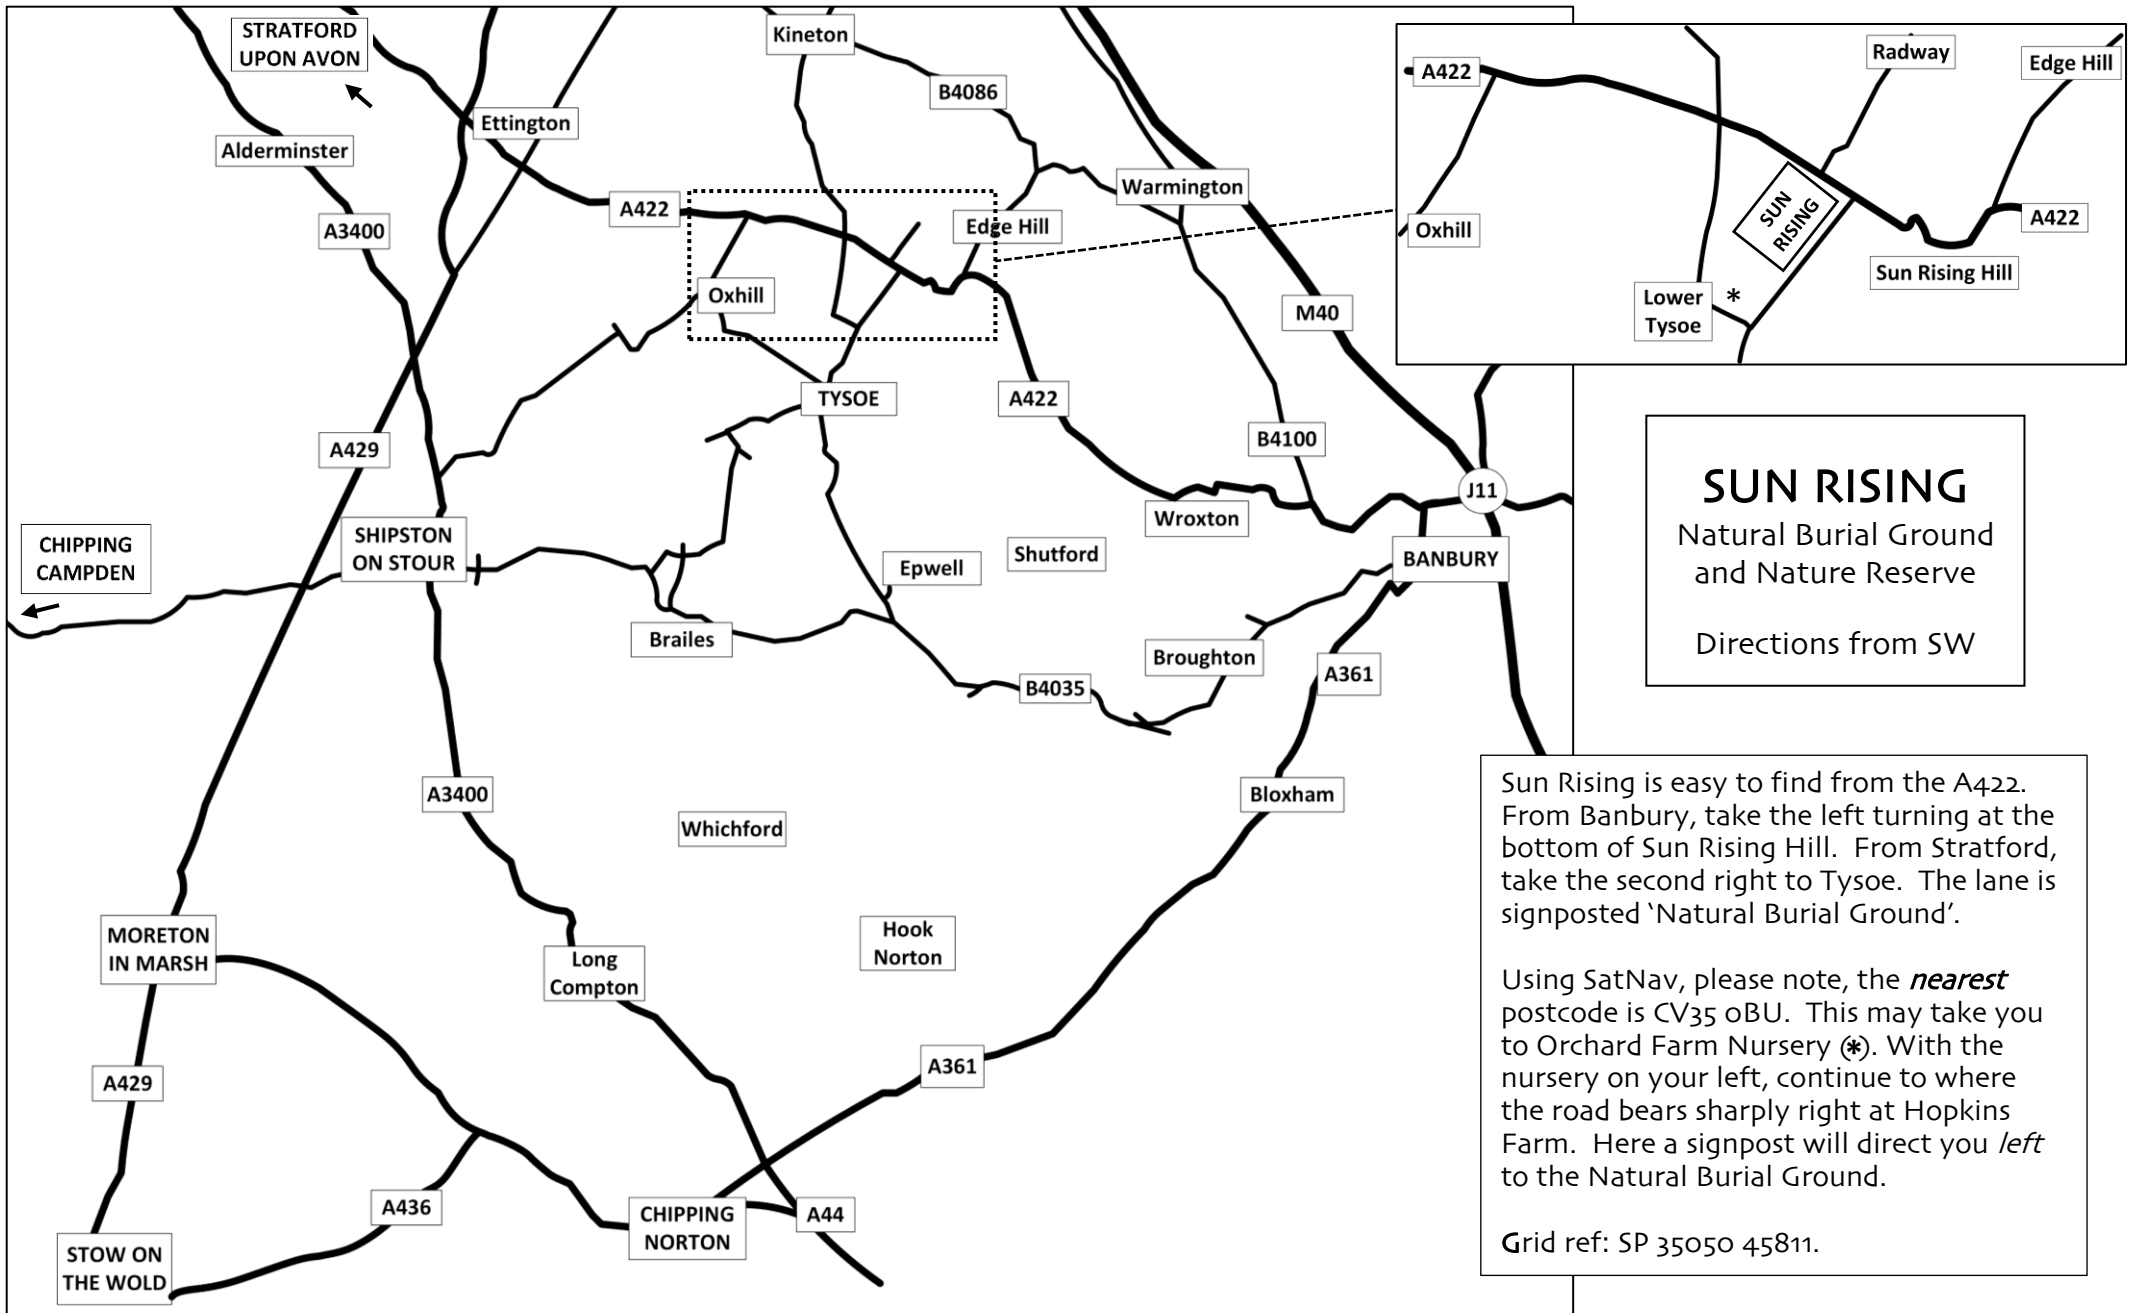 STRATFORD
UPON AVON
Kineton
B4086
Ettington
Alderminster
A422
Warmington
A3400
Edge Hill
Oxhill
M40
TYSOE
A422
A429
B4100
J11
SHIPSTON
ON STOUR
Wroxton
CHIPPING
CAMPDEN
Epwell
Shutford
BANBURY
Brailes
Broughton
A361
B4035
A3400
Whichford
Bloxham
MORETON
IN MARSH
Long
Compton
Hook
Norton
A429
A361
A436
CHIPPING
NORTON
A44
STOW ON
THE WOLD
A422
Radway
Edge Hill
Oxhill
SUN
RISING
A422
Sun Rising Hill
Lower
Tysoe
*
SUN RISING
Natural Burial Ground
and Nature Reserve
Directions from SW
Sun Rising is easy to find from the A422.
From Banbury, take the left turning at the
bottom of Sun Rising Hill.  From Stratford,
take the second right to Tysoe.  The lane is
signposted ‘Natural Burial Ground’.
Using SatNav, please note, the nearest
postcode is CV35 0BU.  This may take you
to Orchard Farm Nursery (*). With the
nursery on your left, continue to where
the road bears sharply right at Hopkins
Farm.  Here a signpost will direct you left
to the Natural Burial Ground.
Grid ref: SP 35050 45811.